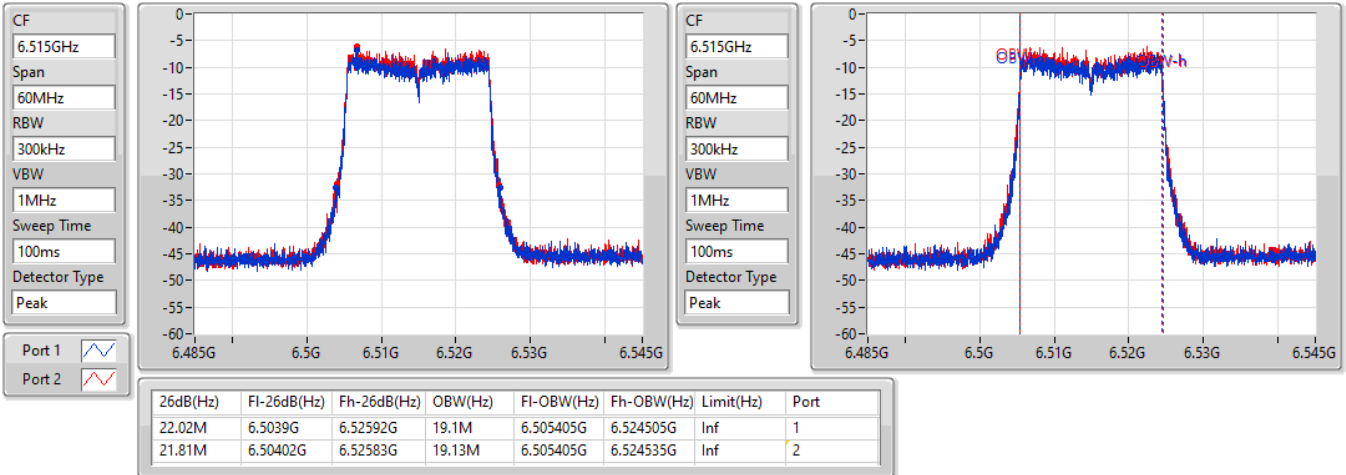 CF
6.515GHz
Span
60MHz
RBW
300kHz
VBW
1MHz
Sweep Time
100ms
Detector Type
Peak
0-
-5-
-10-
-15-
-20-
-25-
-30-
-35-
-40-
-45-
-50-
-55-
-60-
6.485G 6.5G 6.51G 6.52G 6.53G 6.545G
CF
6.515GHz
Span
60MHz
RBW
300kHz
VBW
1MHz
Sweep Time
100ms
Detector Type
Peak
0-
-5-
-10-
-15-
-20-
-25-
-30-
-35-
-40-
-45-
-50-
-55-
-60-
6.485G 6.5G 6.51G 6.52G 6.53G 6.545G
Port 1
Port 2
26dB(Hz) Fl-26dB(Hz) Fh-26dB(Hz) OBW(Hz) Fl-OBW(Hz) Fh-OBW(Hz) Limit(Hz) Port
22.02M 6.5039G 6.52592G 19.1M 6.505405G 6.524505G Inf 1
21.81M 6.50402G 6.52583G 19.13M 6.505405G 6.524535G Inf 2